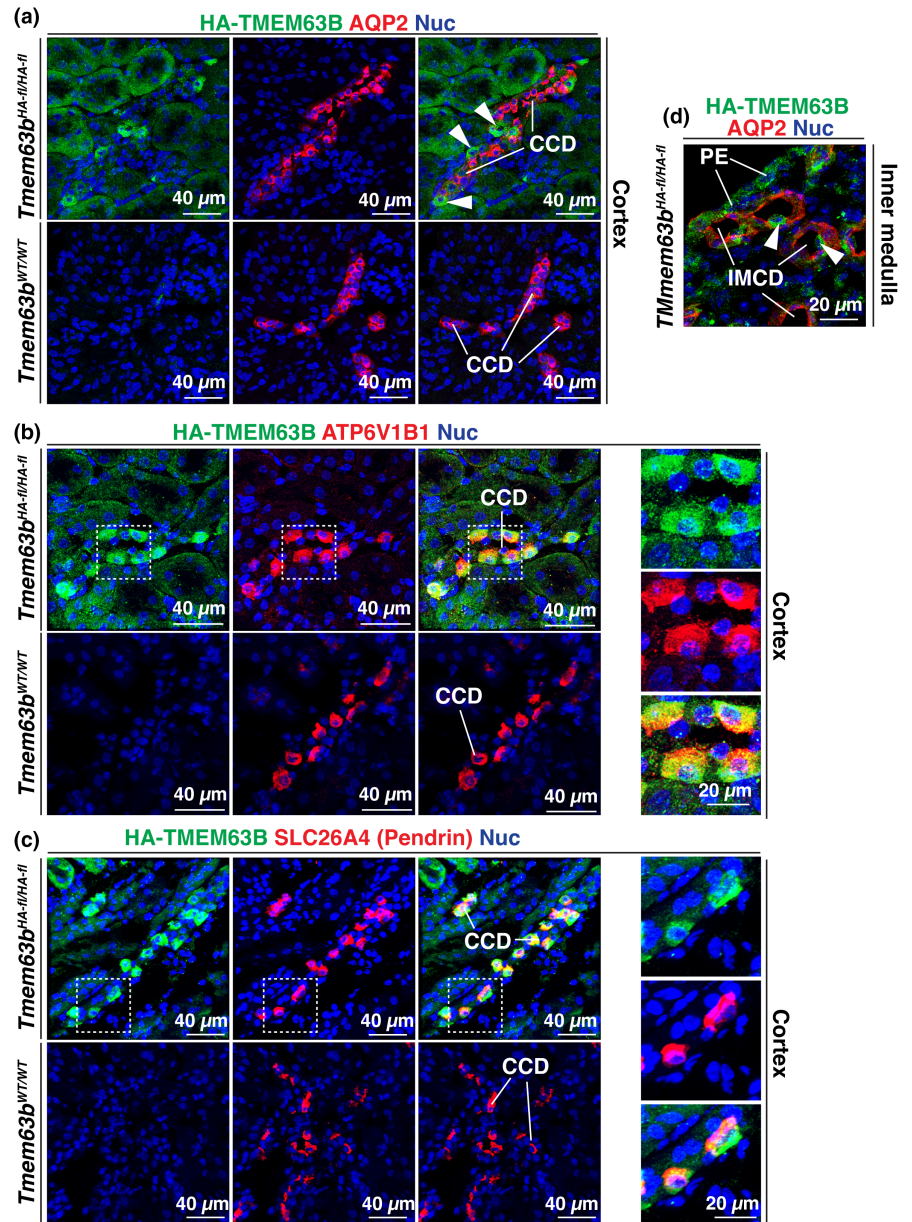 (a)
HA-TMEM63B AQP2 Nuc
Tmem63b^HA-fl/HA-fl
CCD
40 µm
40 µm
40 µm
Tmem63b^WT/WT
CCD
40 µm
40 µm
40 µm
Cortex
(d)
HA-TMEM63B
AQP2 Nuc
TMmem63b^HA-fl/HA-fl
PE
IMCD
20 µm
Inner medulla
(b)
HA-TMEM63B ATP6V1B1 Nuc
Tmem63b^HA-fl/HA-fl
CCD
40 µm
40 µm
40 µm
Tmem63b^WT/WT
CCD
40 µm
40 µm
40 µm
20 µm
Cortex
(c)
HA-TMEM63B SLC26A4 (Pendrin) Nuc
Tmem63b^HA-fl/HA-fl
CCD
40 µm
40 µm
40 µm
Tmem63b^WT/WT
CCD
40 µm
40 µm
40 µm
20 µm
Cortex